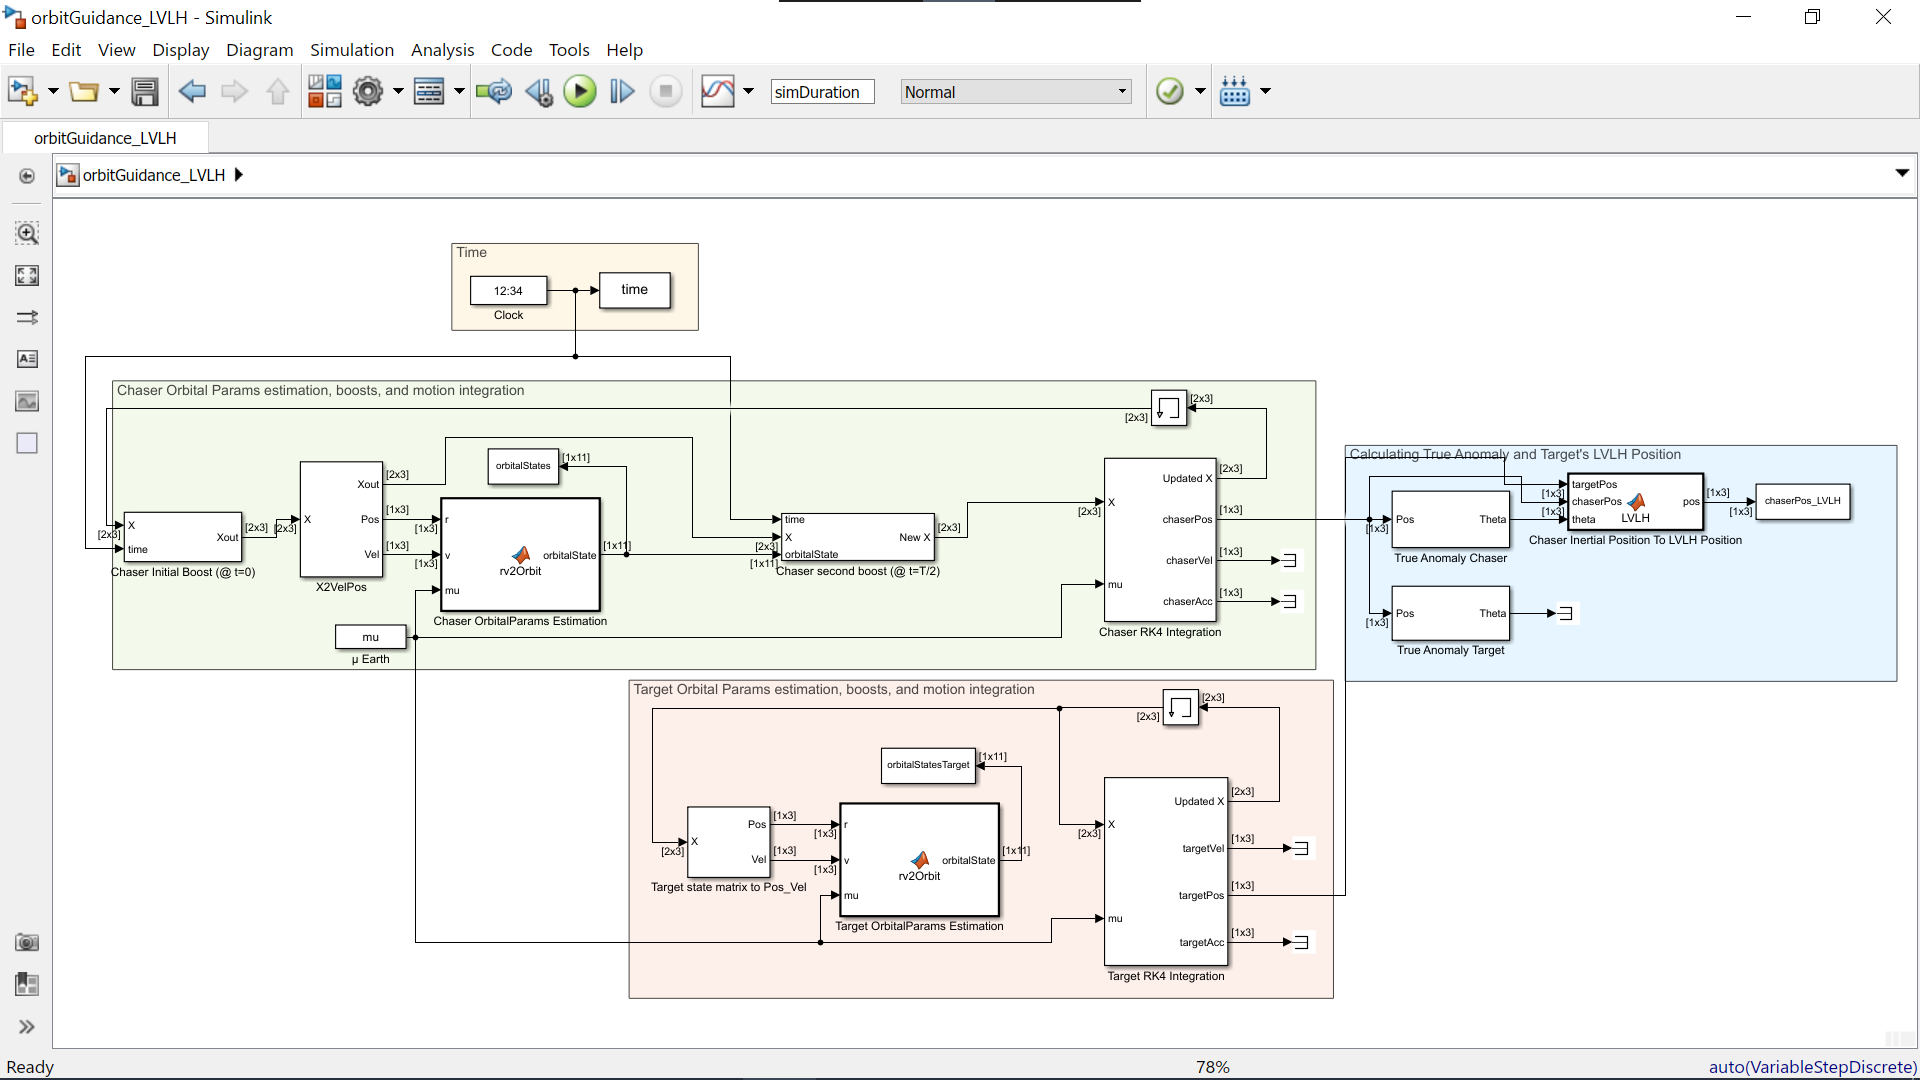 orbitGuidance_LVLH - Simulink
File Edit View Display Diagram Simulation Analysis Code Tools Help
simDuration
Normal
orbitGuidance_LVLH
orbitGuidance_LVLH
Time
12:34
Clock
time
Chaser Orbital Params estimation, boosts, and motion integration
[2x3]
[2x3]
X
time
Xout
[2x3]
[2x3]
Chaser Initial Boost (@ t=0)
[2x3]
X
Xout
Pos
Vel
[2x3]
[1x3]
[1x3]
X2VelPos
orbitalStates
[1x11]
[1x3]
[1x3]
r
v
mu
rv2Orbit
orbitalState
[1x11]
Chaser OrbitalParams Estimation
mu
µ Earth
time
X
orbitalState
[2x3]
[1x11]
New X
[2x3]
Chaser second boost (@ t=T/2)
X
[2x3]
mu
Updated X
chaserPos
chaserVel
chaserAcc
[2x3]
[1x3]
[1x3]
[1x3]
Chaser RK4 Integration
Calculating True Anomaly and Target's LVLH Position
Pos
[1x3]
Theta
True Anomaly Chaser
Pos
[1x3]
Theta
True Anomaly Target
[1x3]
[1x3]
targetPos
chaserPos
theta
LVLH
pos
[1x3]
[1x3]
Chaser Inertial Position To LVLH Position
chaserPos_LVLH
Target Orbital Params estimation, boosts, and motion integration
[2x3]
[2x3]
X
[2x3]
Pos
Vel
[1x3]
[1x3]
Target state matrix to Pos_Vel
orbitalStatesTarget
[1x11]
[1x3]
[1x3]
r
v
mu
rv2Orbit
orbitalState
[1x11]
Target OrbitalParams Estimation
X
[2x3]
mu
Updated X
targetVel
targetPos
targetAcc
[2x3]
[1x3]
[1x3]
[1x3]
Target RK4 Integration
Ready
78%
auto(VariableStepDiscrete)